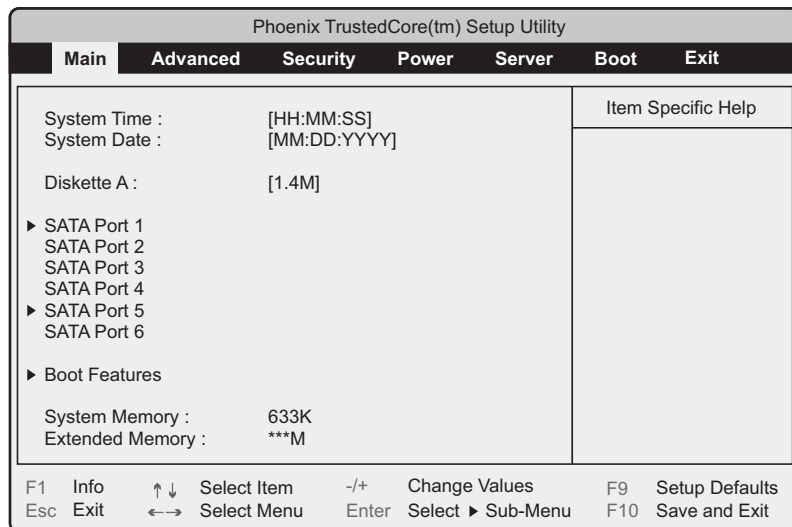 Phoenix TrustedCore(tm) Setup Utility
Main Advanced Security Power Server Boot Exit
System Time : [HH:MM:SS]
System Date : [MM:DD:YYYY]
Diskette A : [1.4M]
▶ SATA Port 1
SATA Port 2
SATA Port 3
SATA Port 4
▶ SATA Port 5
SATA Port 6
▶ Boot Features
System Memory : 633K
Extended Memory : ***M
Item Specific Help
F1 Info ↑↓ Select Item -/+ Change Values F9 Setup Defaults
Esc Exit ←→ Select Menu Enter Select ▶ Sub-Menu F10 Save and Exit